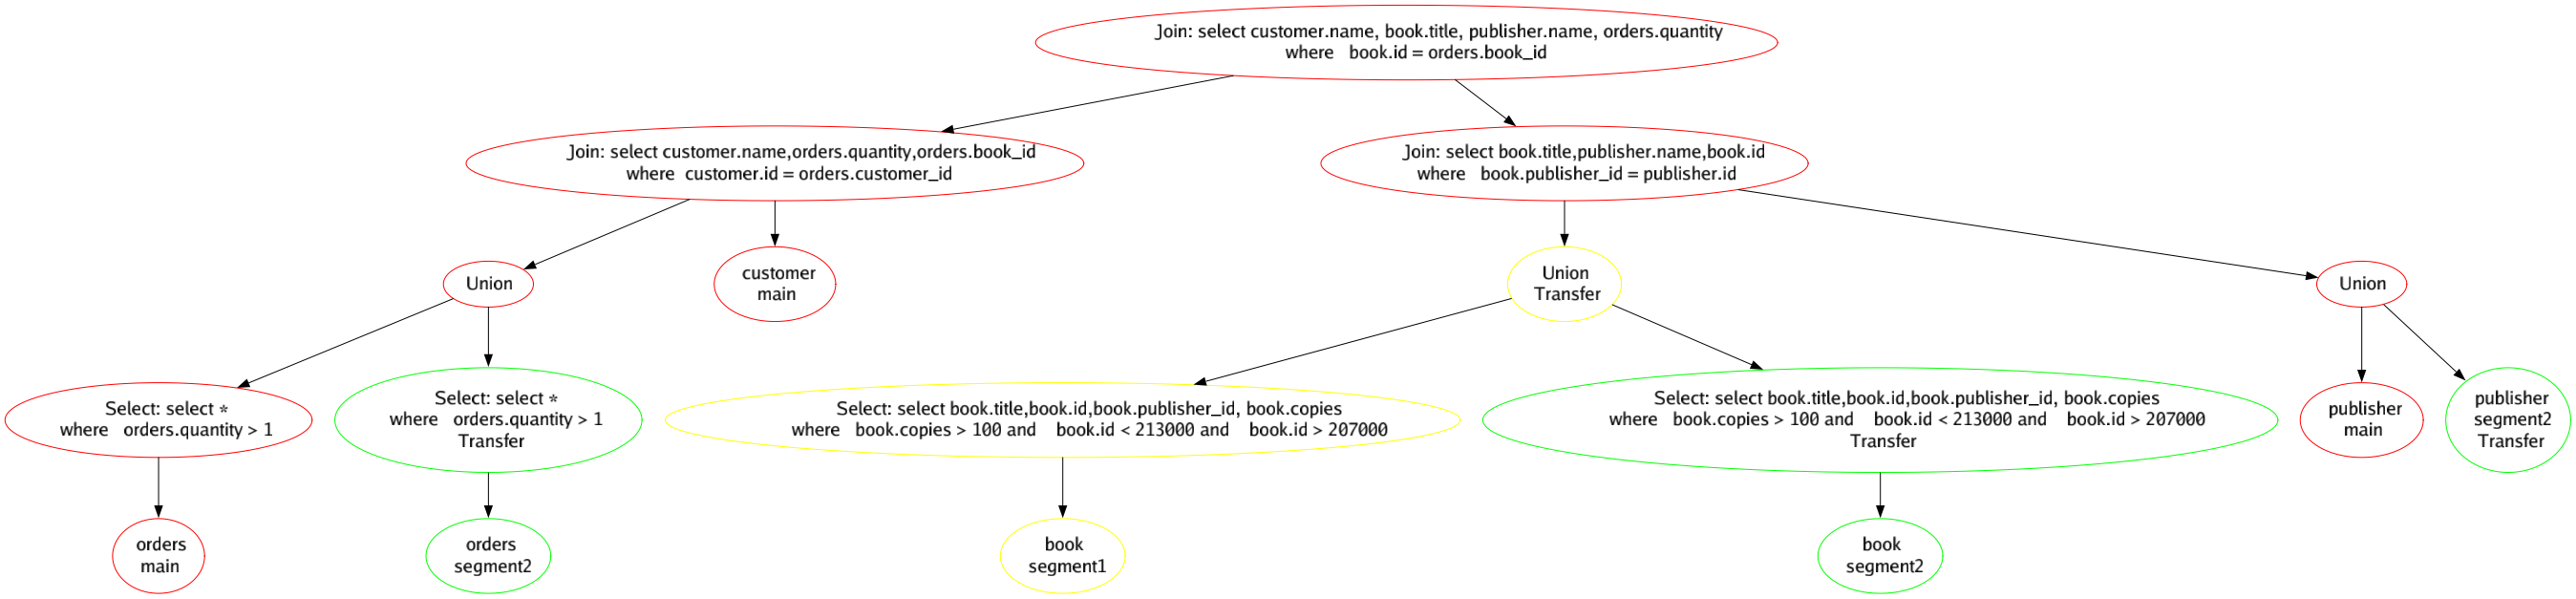 Join: select customer.name, book.title, publisher.name, orders.quantity
where book.id = orders.book_id
Join: select customer.name,orders.quantity,orders.book_id
where customer.id = orders.customer_id
Join: select book.title,publisher.name,book.id
where book.publisher_id = publisher.id
Union
customer
main
Union
Transfer
Union
Select: select *
where orders.quantity > 1
Select: select *
where orders.quantity > 1
Transfer
Select: select book.title,book.id,book.publisher_id, book.copies
where book.copies > 100 and book.id < 213000 and book.id > 207000
Select: select book.title,book.id,book.publisher_id, book.copies
where book.copies > 100 and book.id < 213000 and book.id > 207000
Transfer
publisher
main
publisher
segment2
Transfer
orders
main
orders
segment2
book
segment1
book
segment2